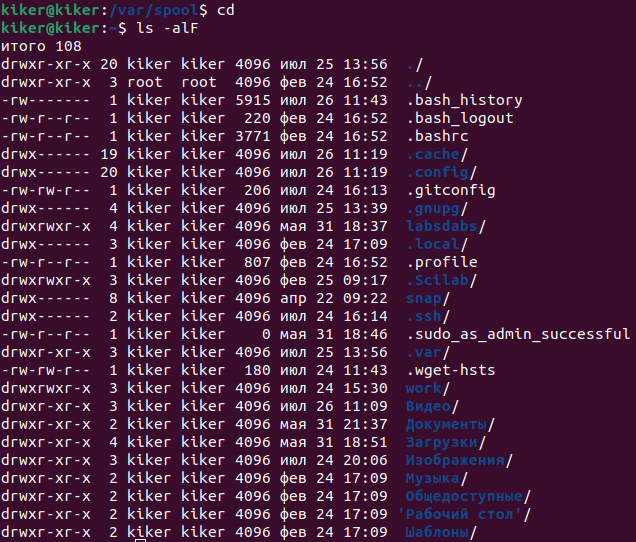 kiker@kiker:/var/spool$ cd
kiker@kiker:~$ ls -alF
итого 108
drwxr-xr-x 20 kiker kiker 4096 июл 25 13:56 ./
drwxr-xr-x 3 root root 4096 фев 24 16:52 ../
-rw------- 1 kiker kiker 5915 июл 26 11:43 .bash_history
-rw-r--r-- 1 kiker kiker 220 фев 24 16:52 .bash_logout
-rw-r--r-- 1 kiker kiker 3771 фев 24 16:52 .bashrc
drwx------ 19 kiker kiker 4096 июл 26 11:19 .cache/
drwx------ 20 kiker kiker 4096 июл 26 11:19 .config/
-rw-rw-r-- 1 kiker kiker 206 июл 24 16:13 .gitconfig
drwx------ 4 kiker kiker 4096 июл 25 13:39 .gnupg/
drwxrwxr-x 4 kiker kiker 4096 мая 31 18:37 labsdabs/
drwx------ 3 kiker kiker 4096 фев 24 17:09 .local/
-rw-r--r-- 1 kiker kiker 807 фев 24 16:52 .profile
drwxrwxr-x 3 kiker kiker 4096 фев 25 09:17 .Scilab/
drwx------ 8 kiker kiker 4096 апр 22 09:22 snap/
drwx------ 2 kiker kiker 4096 июл 24 16:14 .ssh/
-rw-r--r-- 1 kiker kiker 0 мая 31 18:46 .sudo_as_admin_successful
drwxr-xr-x 3 kiker kiker 4096 июл 25 13:56 .var/
-rw-rw-r-- 1 kiker kiker 180 июл 24 11:43 .wget-hsts
drwxrwxr-x 3 kiker kiker 4096 июл 24 15:30 work/
drwxr-xr-x 3 kiker kiker 4096 июл 26 11:09 Видео/
drwxr-xr-x 2 kiker kiker 4096 мая 31 21:37 Документы/
drwxr-xr-x 4 kiker kiker 4096 мая 31 18:51 Загрузки/
drwxr-xr-x 3 kiker kiker 4096 июл 24 20:06 Изображения/
drwxr-xr-x 2 kiker kiker 4096 фев 24 17:09 Музыка/
drwxr-xr-x 2 kiker kiker 4096 фев 24 17:09 Общедоступные/
drwxr-xr-x 2 kiker kiker 4096 фев 24 17:09 'Рабочий стол'/
drwxr-xr-x 2 kiker kiker 4096 фев 24 17:09 Шаблоны/